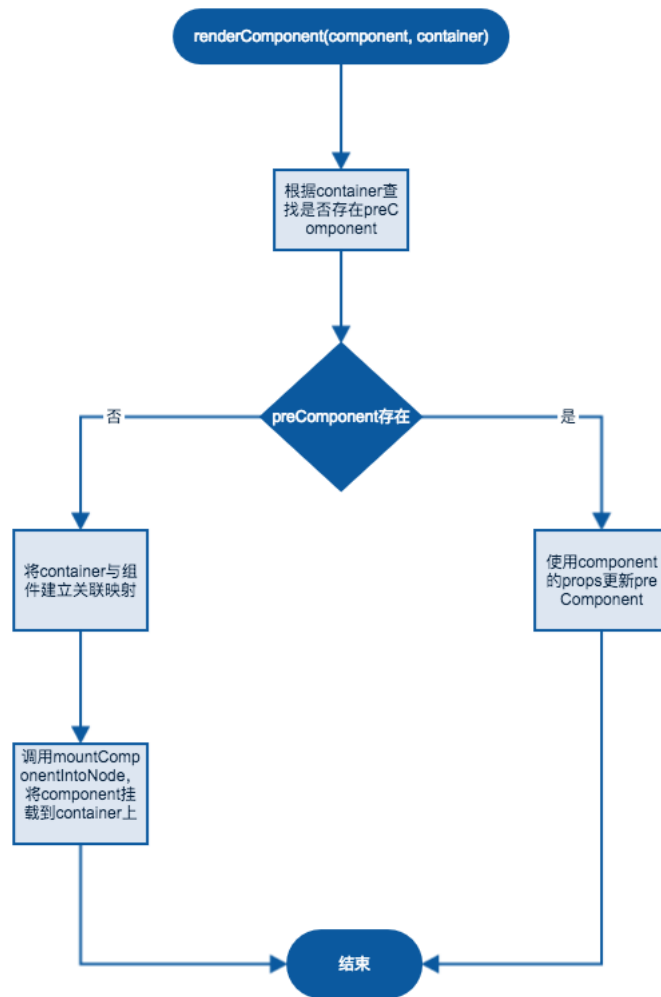 renderComponent(component, container)
根据container查
找是否存在preC
omponent
preComponent存在
否
是
将container与组
件建立关联映射
使用component
的props更新pre
Component
调用mountComp
onentIntoNode，
将component挂
载到container上
结束